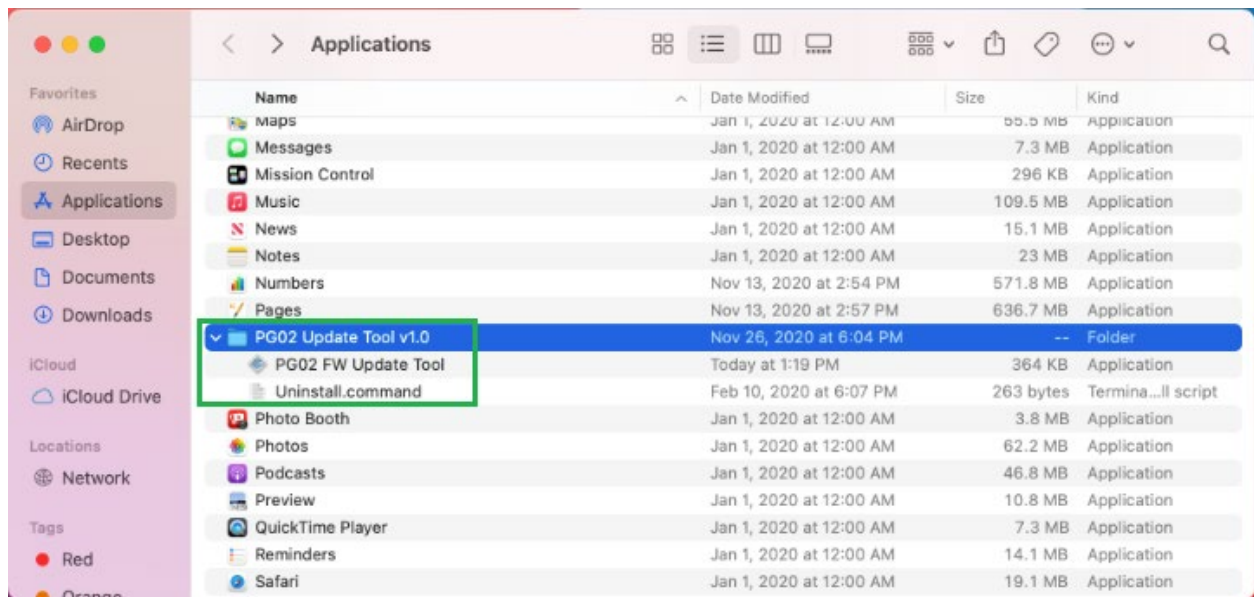 Applications
Favorites
AirDrop
Recents
Applications
Desktop
Documents
Downloads
iCloud
iCloud Drive
Locations
Network
Tags
Red
Orange
Name Date Modified Size Kind
Maps Jan 1, 2020 at 12:00 AM 55.5 MB Application
Messages Jan 1, 2020 at 12:00 AM 7.3 MB Application
Mission Control Jan 1, 2020 at 12:00 AM 296 KB Application
Music Jan 1, 2020 at 12:00 AM 109.5 MB Application
News Jan 1, 2020 at 12:00 AM 15.1 MB Application
Notes Jan 1, 2020 at 12:00 AM 23 MB Application
Numbers Nov 13, 2020 at 2:54 PM 571.8 MB Application
Pages Nov 13, 2020 at 2:57 PM 636.7 MB Application
PG02 Update Tool v1.0 Nov 26, 2020 at 6:04 PM -- Folder
PG02 FW Update Tool Today at 1:19 PM 364 KB Application
Uninstall.command Feb 10, 2020 at 6:07 PM 263 bytes Termina...ll script
Photo Booth Jan 1, 2020 at 12:00 AM 3.8 MB Application
Photos Jan 1, 2020 at 12:00 AM 62.2 MB Application
Podcasts Jan 1, 2020 at 12:00 AM 46.8 MB Application
Preview Jan 1, 2020 at 12:00 AM 10.8 MB Application
QuickTime Player Jan 1, 2020 at 12:00 AM 7.3 MB Application
Reminders Jan 1, 2020 at 12:00 AM 14.1 MB Application
Safari Jan 1, 2020 at 12:00 AM 19.1 MB Application